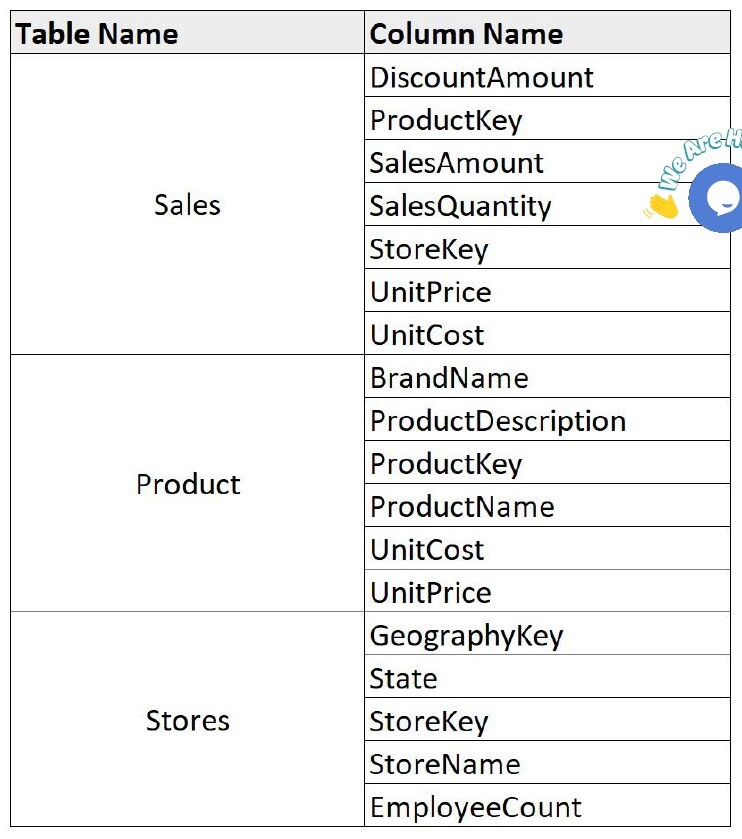 Table Name Column Name
DiscountAmount
ProductKey
SalesAmount
Sales SalesQuantity
StoreKey
UnitPrice
UnitCost
BrandName
ProductDescription
ProductKey
Product ProductName
UnitCost
UnitPrice
GeographyKey
State
Stores StoreKey
StoreName
EmployeeCount
We Are